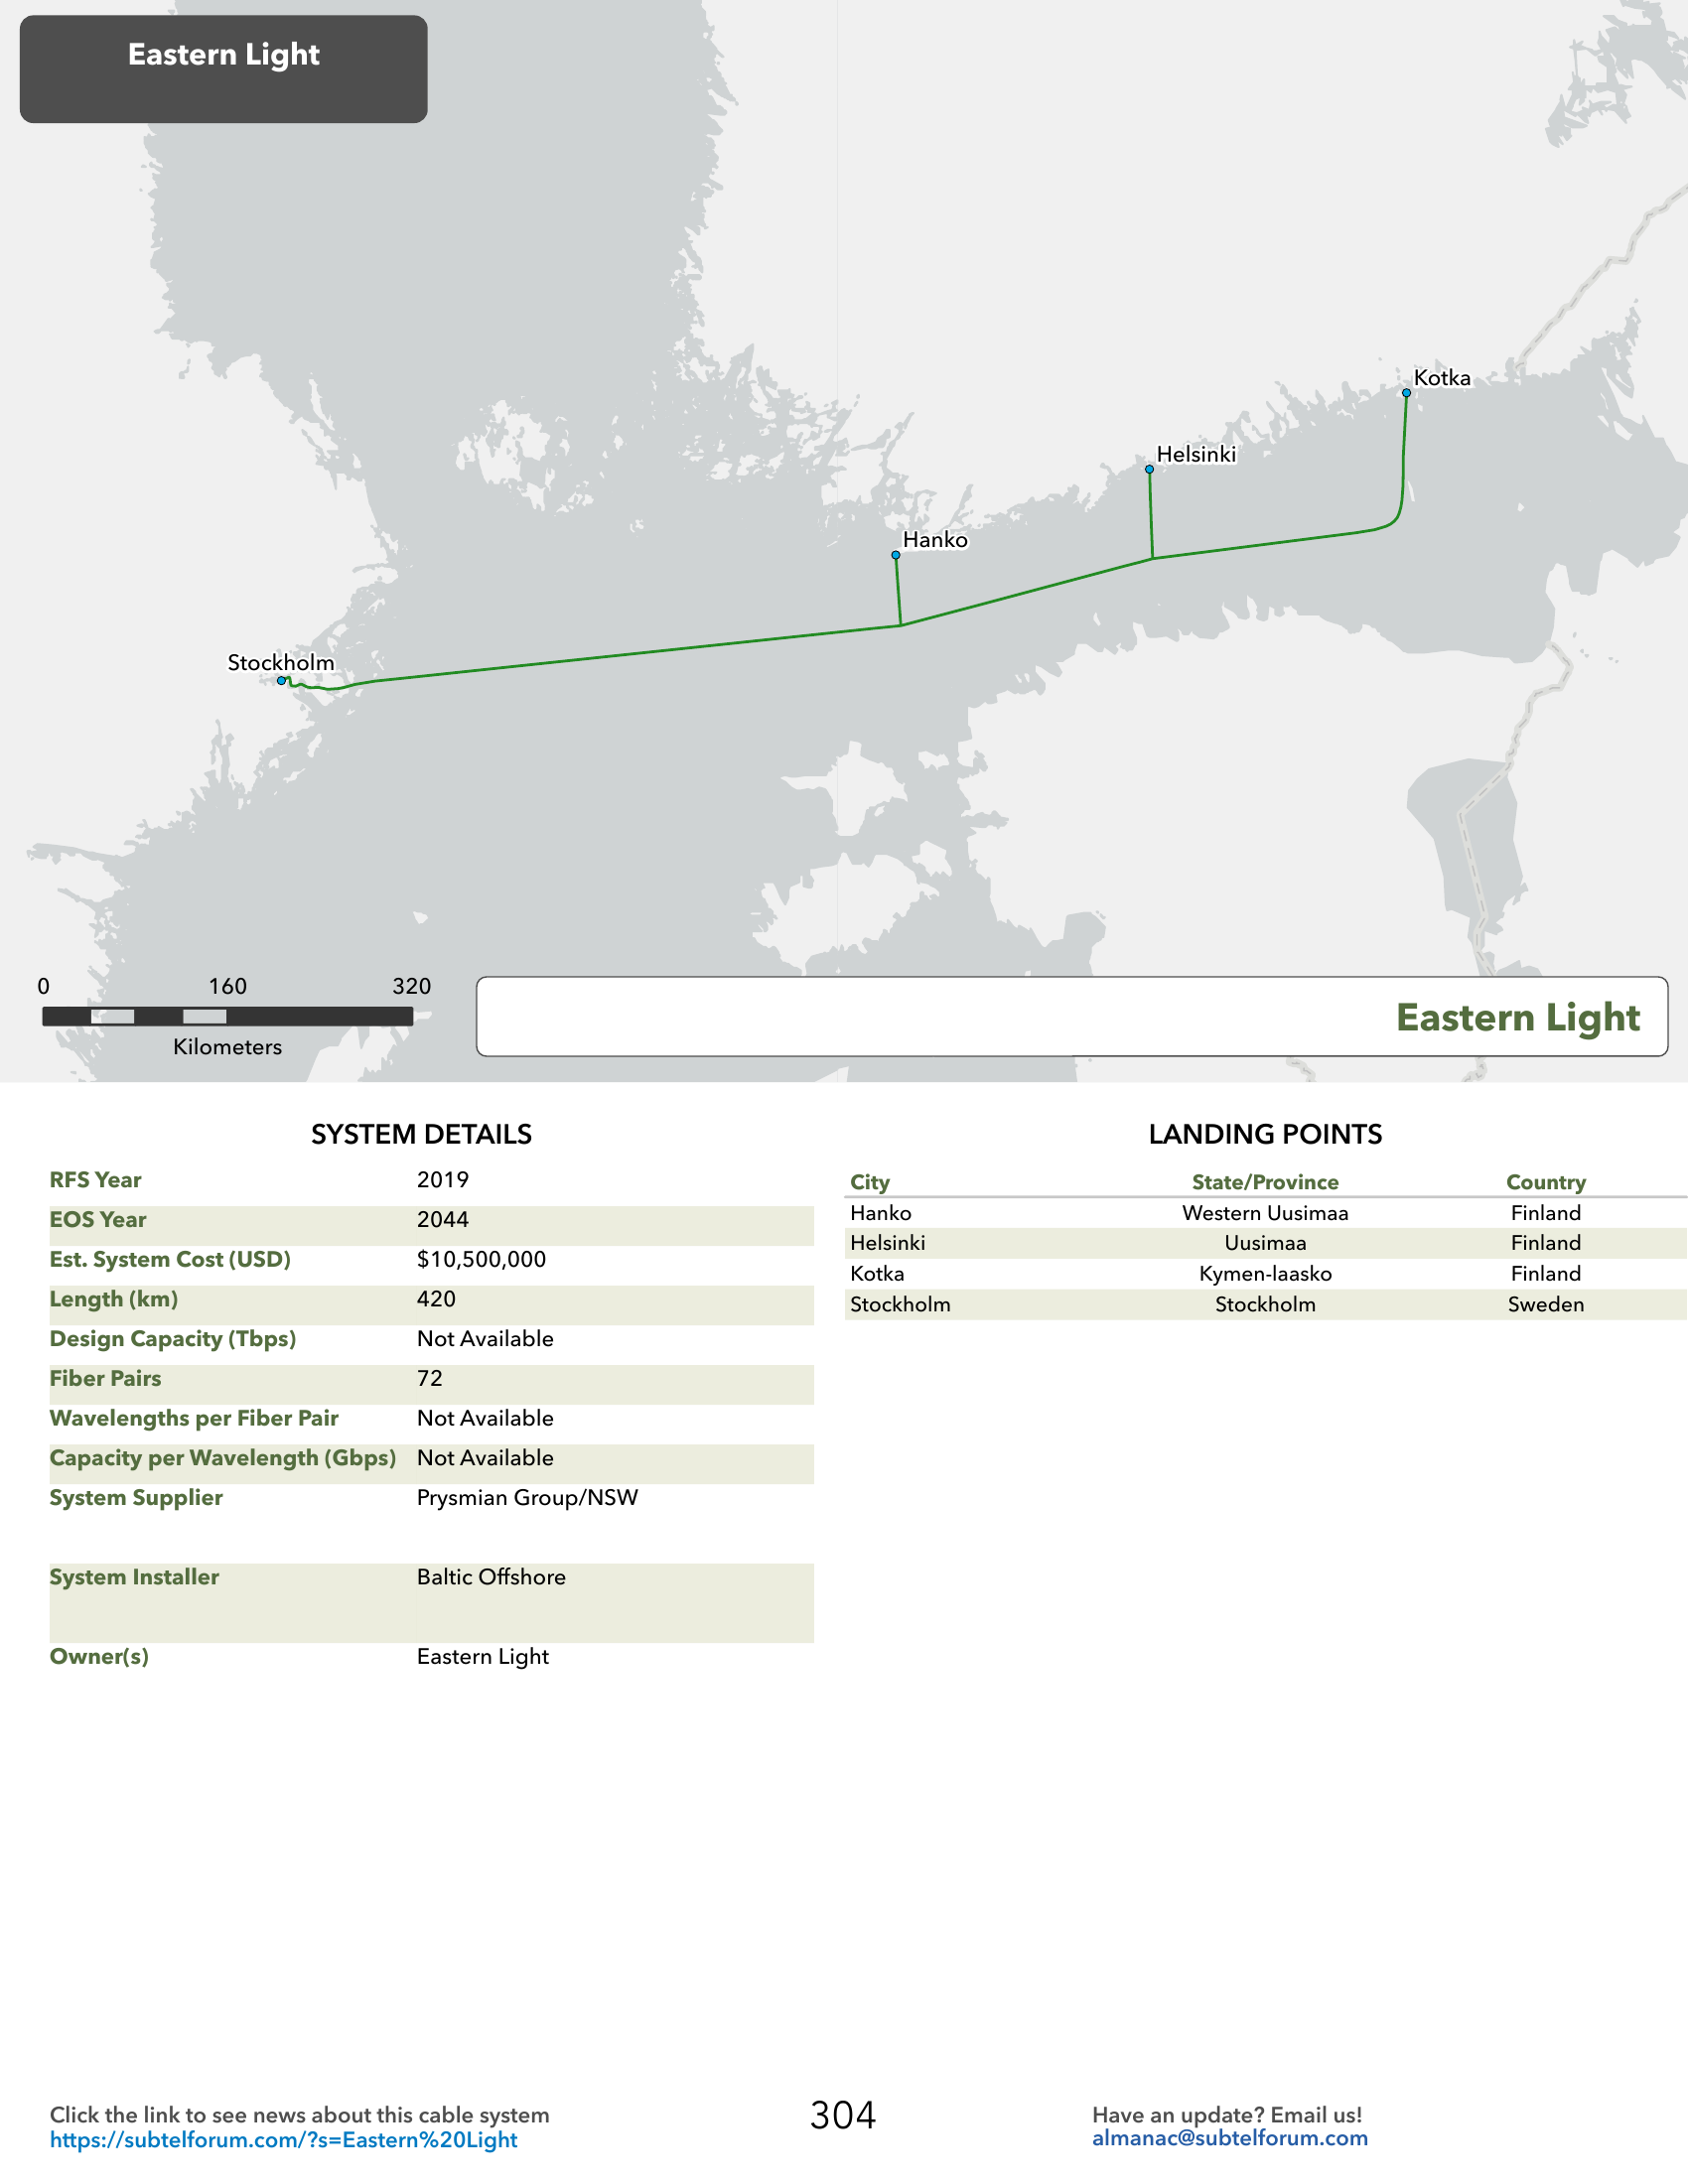 Eastern Light
Kotka
Helsinki
Hanko
Stockholm
0 160 320
Kilometers
Eastern Light
SYSTEM DETAILS
RFS Year 2019
EOS Year 2044
Est. System Cost (USD) $10,500,000
Length (km) 420
Design Capacity (Tbps) Not Available
Fiber Pairs 72
Wavelengths per Fiber Pair Not Available
Capacity per Wavelength (Gbps) Not Available
System Supplier Prysmian Group/NSW
System Installer Baltic Offshore
Owner(s) Eastern Light
LANDING POINTS
City State/Province Country
Hanko Western Uusimaa Finland
Helsinki Uusimaa Finland
Kotka Kymen-laasko Finland
Stockholm Stockholm Sweden
Click the link to see news about this cable system
https://subtelforum.com/?s=Eastern%20Light
304
Have an update? Email us!
almanac@subtelforum.com